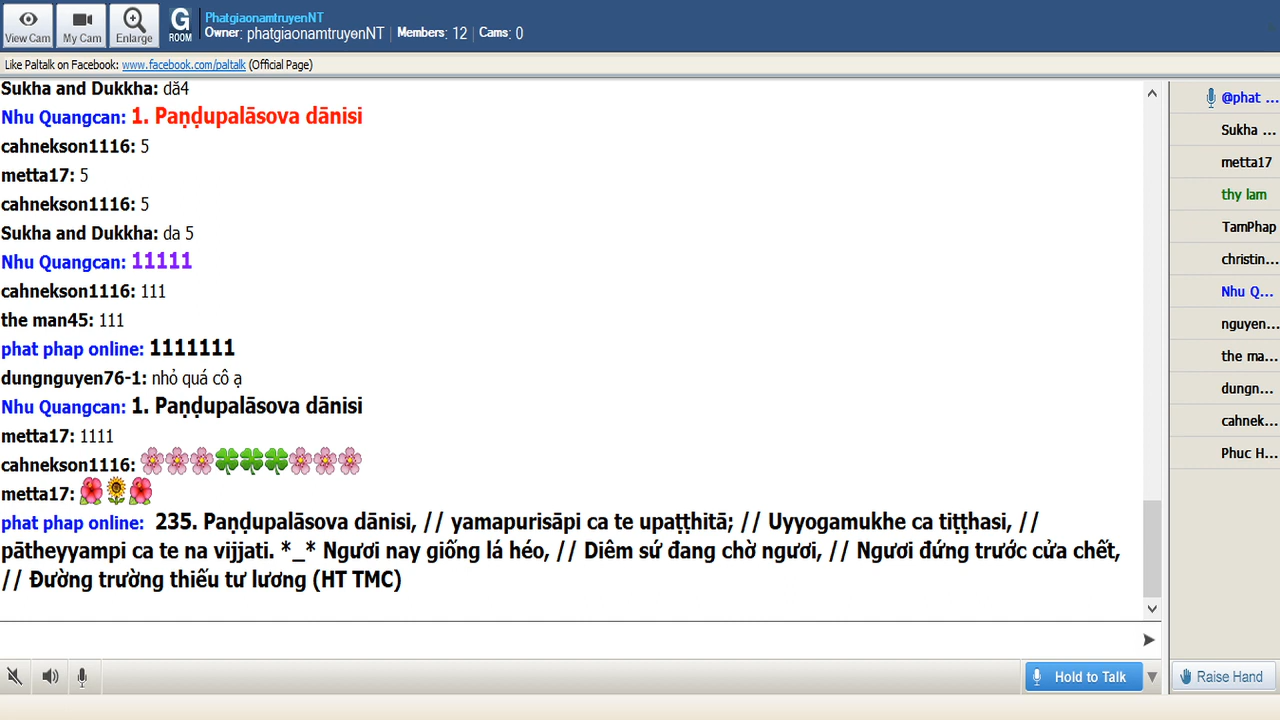 View Cam
My Cam
Enlarge
G
ROOM
PhatgiaonamtruyenNT
Owner: phatgiaonamtruyenNT | Members: 12 | Cams: 0
Like Paltalk on Facebook: www.facebook.com/paltalk (Official Page)
Sukha and Dukkha: dă4
Nhu Quangcan: 1. Paṇḍupalāsova dānisi
cahnekson1116: 5
metta17: 5
cahnekson1116: 5
Sukha and Dukkha: da 5
Nhu Quangcan: 11111
cahnekson1116: 111
the man45: 111
phat phap online: 1111111
dungnguyen76-1: nhỏ quá cô ạ
Nhu Quangcan: 1. Paṇḍupalāsova dānisi
metta17: 1111
cahnekson1116: 🌸🌸🌸🍀🍀🍀🌸🌸🌸
metta17: 🌺🌻🌺
phat phap online: 235. Paṇḍupalāsova dānisi, // yamapurisāpi ca te upaṭṭhitā; // Uyyogamukhe ca tiṭṭhasi, //
pātheyyampi ca te na vijjati. *_* Ngươi nay giống lá héo, // Diêm sứ đang chờ ngươi, // Ngươi đứng trước cửa chết,
// Đường trường thiếu tư lương (HT TMC)
@phat ...
Sukha ...
metta17
thy lam
TamPhap
christin...
Nhu Q...
nguyen...
the ma...
dungn...
cahnek...
Phuc H...
Hold to Talk
Raise Hand